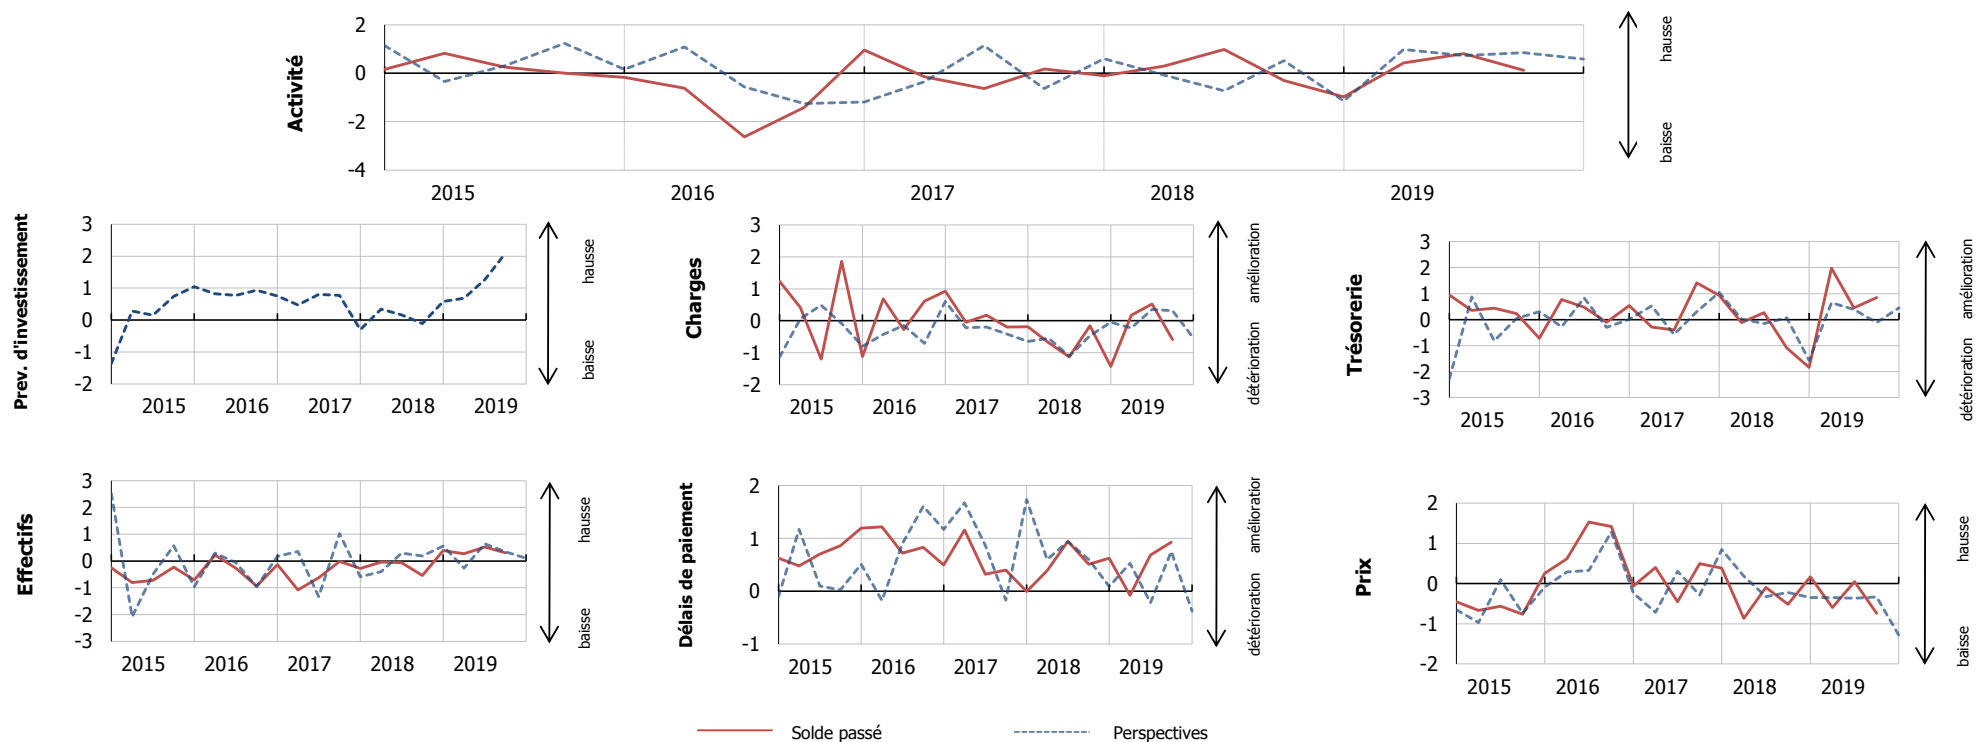 Activité
2
0
-2
-4
2015 2016 2017 2018 2019
hausse
baisse
Prev. d'investissement
3
2
1
0
-1
-2
2015 2016 2017 2018 2019
hausse
baisse
Charges
3
2
1
0
-1
-2
2015 2016 2017 2018 2019
amélioration
détérioration
Trésorerie
3
2
1
0
-1
-2
-3
2015 2016 2017 2018 2019
amélioration
détérioration
Effectifs
3
2
1
0
-1
-2
-3
2015 2016 2017 2018 2019
hausse
baisse
Délais de paiement
2
1
0
-1
2015 2016 2017 2018 2019
amélioration
détérioration
Prix
2
1
0
-1
-2
2015 2016 2017 2018 2019
hausse
baisse
Solde passé Perspectives